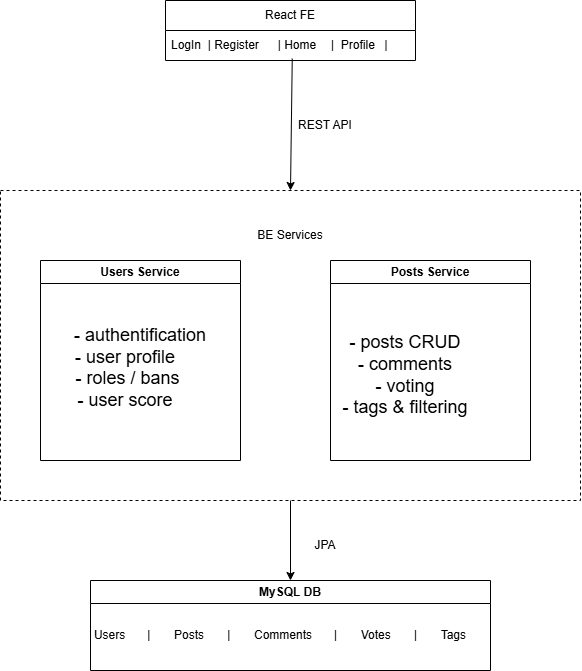 React FE
LogIn | Register | Home | Profile |
REST API
BE Services
Users Service
- authentification
- user profile
- roles / bans
- user score
Posts Service
- posts CRUD
- comments
- voting
- tags & filtering
JPA
MySQL DB
Users | Posts | Comments | Votes | Tags